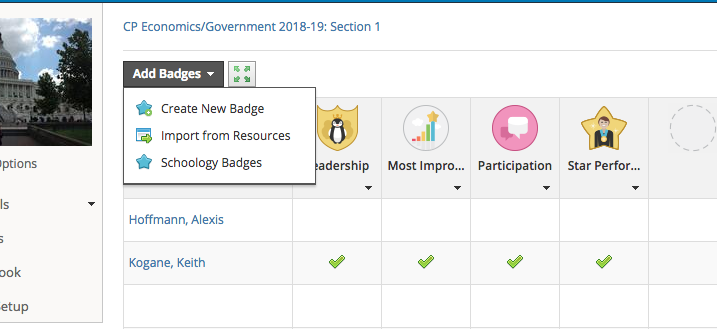 CP Economics/Government 2018-19: Section 1
Add Badges
Create New Badge
Import from Resources
Schoology Badges
eadership
Most Impro...
Participation
Star Perfor...
ptions
ls
s
ook
etup
Hoffmann, Alexis
Kogane, Keith